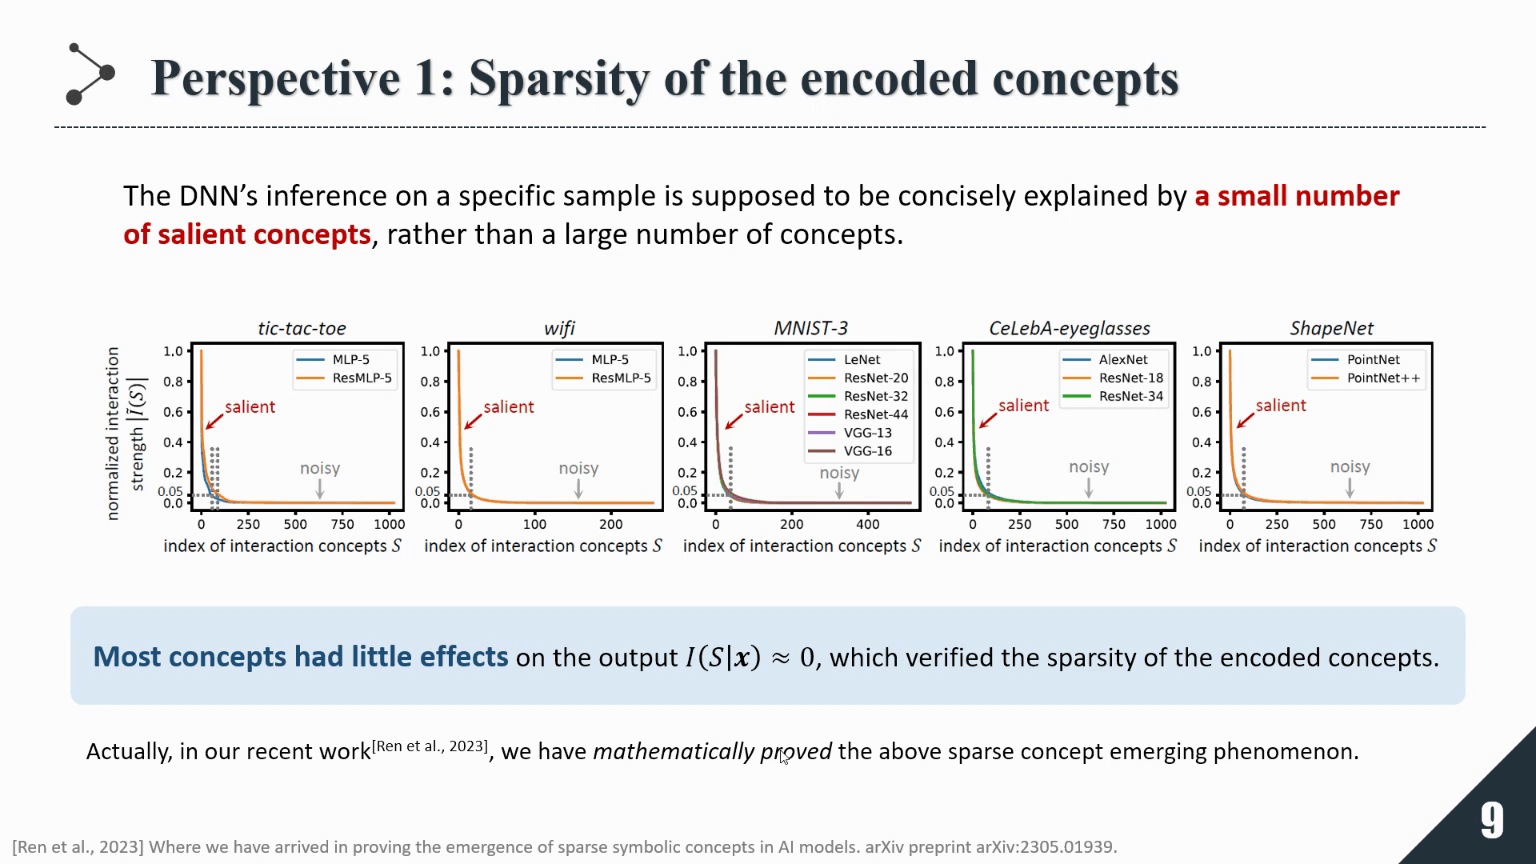 Perspective 1: Sparsity of the encoded concepts
The DNN's inference on a specific sample is supposed to be concisely explained by a small number
of salient concepts, rather than a large number of concepts.
normalized interaction
strength |Ĩ(S)|
tic-tac-toe
1.0
0.8
0.6
0.4
0.2
0.05
0.0
MLP-5
ResMLP-5
salient
noisy
0 250 500 750 1000
index of interaction concepts S
wifi
1.0
0.8
0.6
0.4
0.2
0.05
0.0
MLP-5
ResMLP-5
salient
noisy
0 100 200
index of interaction concepts S
MNIST-3
1.0
0.8
0.6
0.4
0.2
0.05
0.0
LeNet
ResNet-20
ResNet-32
ResNet-44
VGG-13
VGG-16
salient
noisy
0 200 400
index of interaction concepts S
CeLebA-eyeglasses
1.0
0.8
0.6
0.4
0.2
0.05
0.0
AlexNet
ResNet-18
ResNet-34
salient
noisy
0 250 500 750 1000
index of interaction concepts S
ShapeNet
1.0
0.8
0.6
0.4
0.2
0.05
0.0
PointNet
PointNet++
salient
noisy
0 250 500 750 1000
index of interaction concepts S
Most concepts had little effects on the output I(S|x) ≈ 0, which verified the sparsity of the encoded concepts.
Actually, in our recent work[Ren et al., 2023], we have mathematically proved the above sparse concept emerging phenomenon.
9
[Ren et al., 2023] Where we have arrived in proving the emergence of sparse symbolic concepts in AI models. arXiv preprint arXiv:2305.01939.